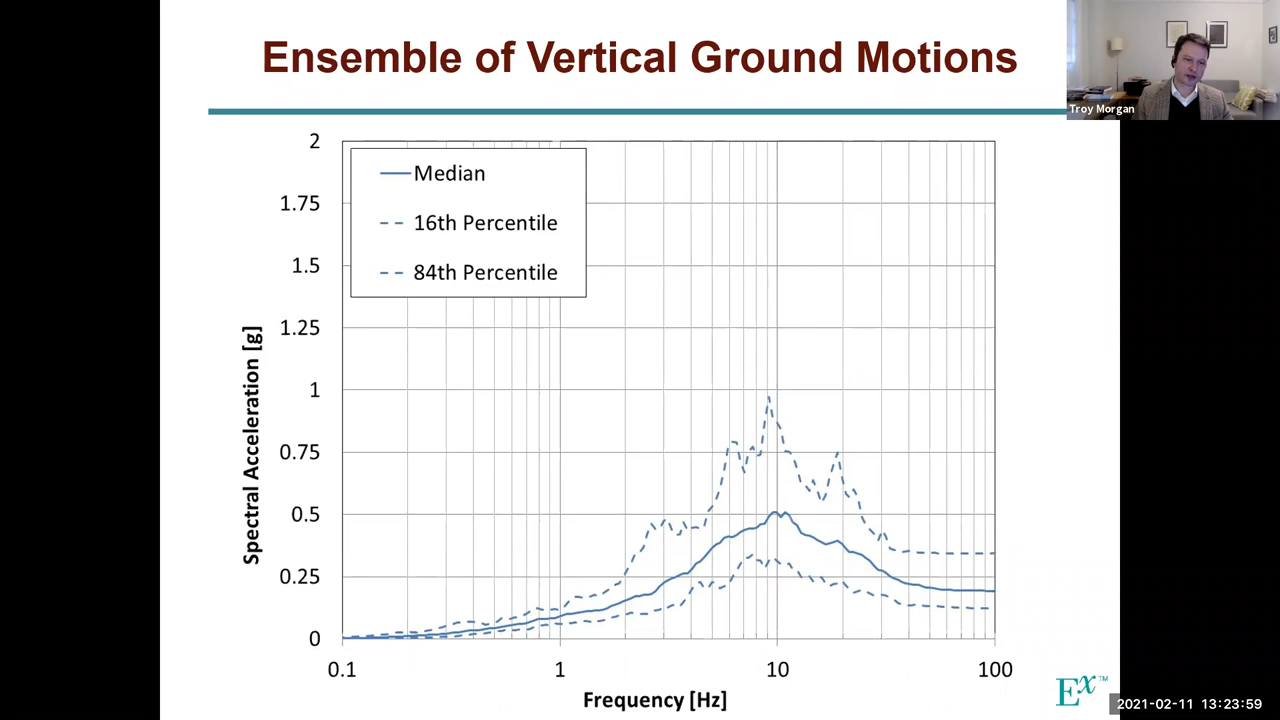 Ensemble of Vertical Ground Motions
Troy Morgan
Median
16th Percentile
84th Percentile
2
1.75
1.5
1.25
1
0.75
0.5
0.25
0
Spectral Acceleration [g]
0.1
1
10
100
Frequency [Hz]
Ex™
2021-02-11 13:23:59